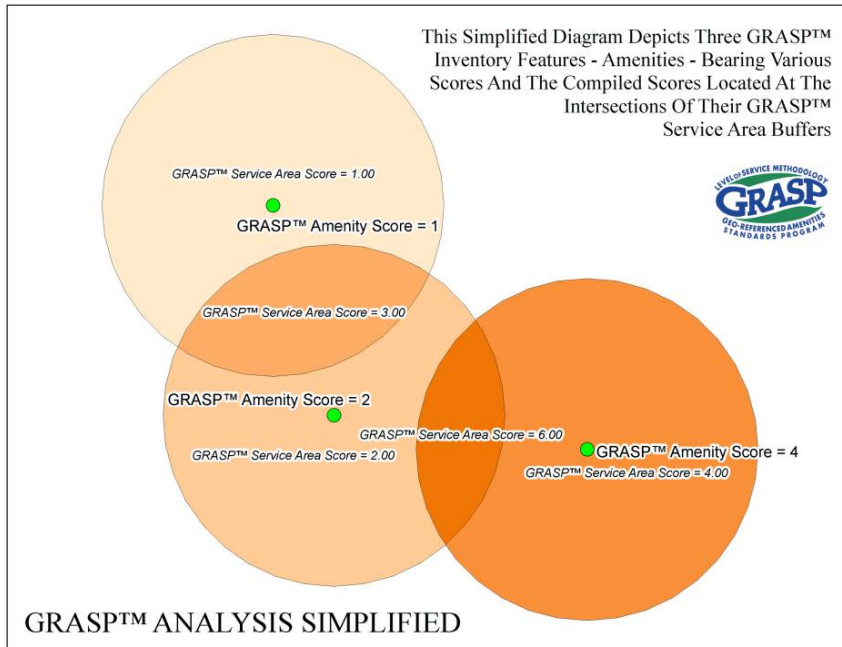 This Simplified Diagram Depicts Three GRASP™
Inventory Features - Amenities - Bearing Various
Scores And The Compiled Scores Located At The
Intersections Of Their GRASP™
Service Area Buffers
LEVEL OF SERVICE METHODOLOGY
GRASP
GEO-REFERENCED AMENITIES
STANDARDS PROGRAM
GRASP™ Service Area Score = 1.00
GRASP™ Amenity Score = 1
GRASP™ Service Area Score = 3.00
GRASP™ Amenity Score = 2
GRASP™ Service Area Score = 6.00
GRASP™ Service Area Score = 2.00
GRASP™ Amenity Score = 4
GRASP™ Service Area Score = 4.00
GRASP™ ANALYSIS SIMPLIFIED